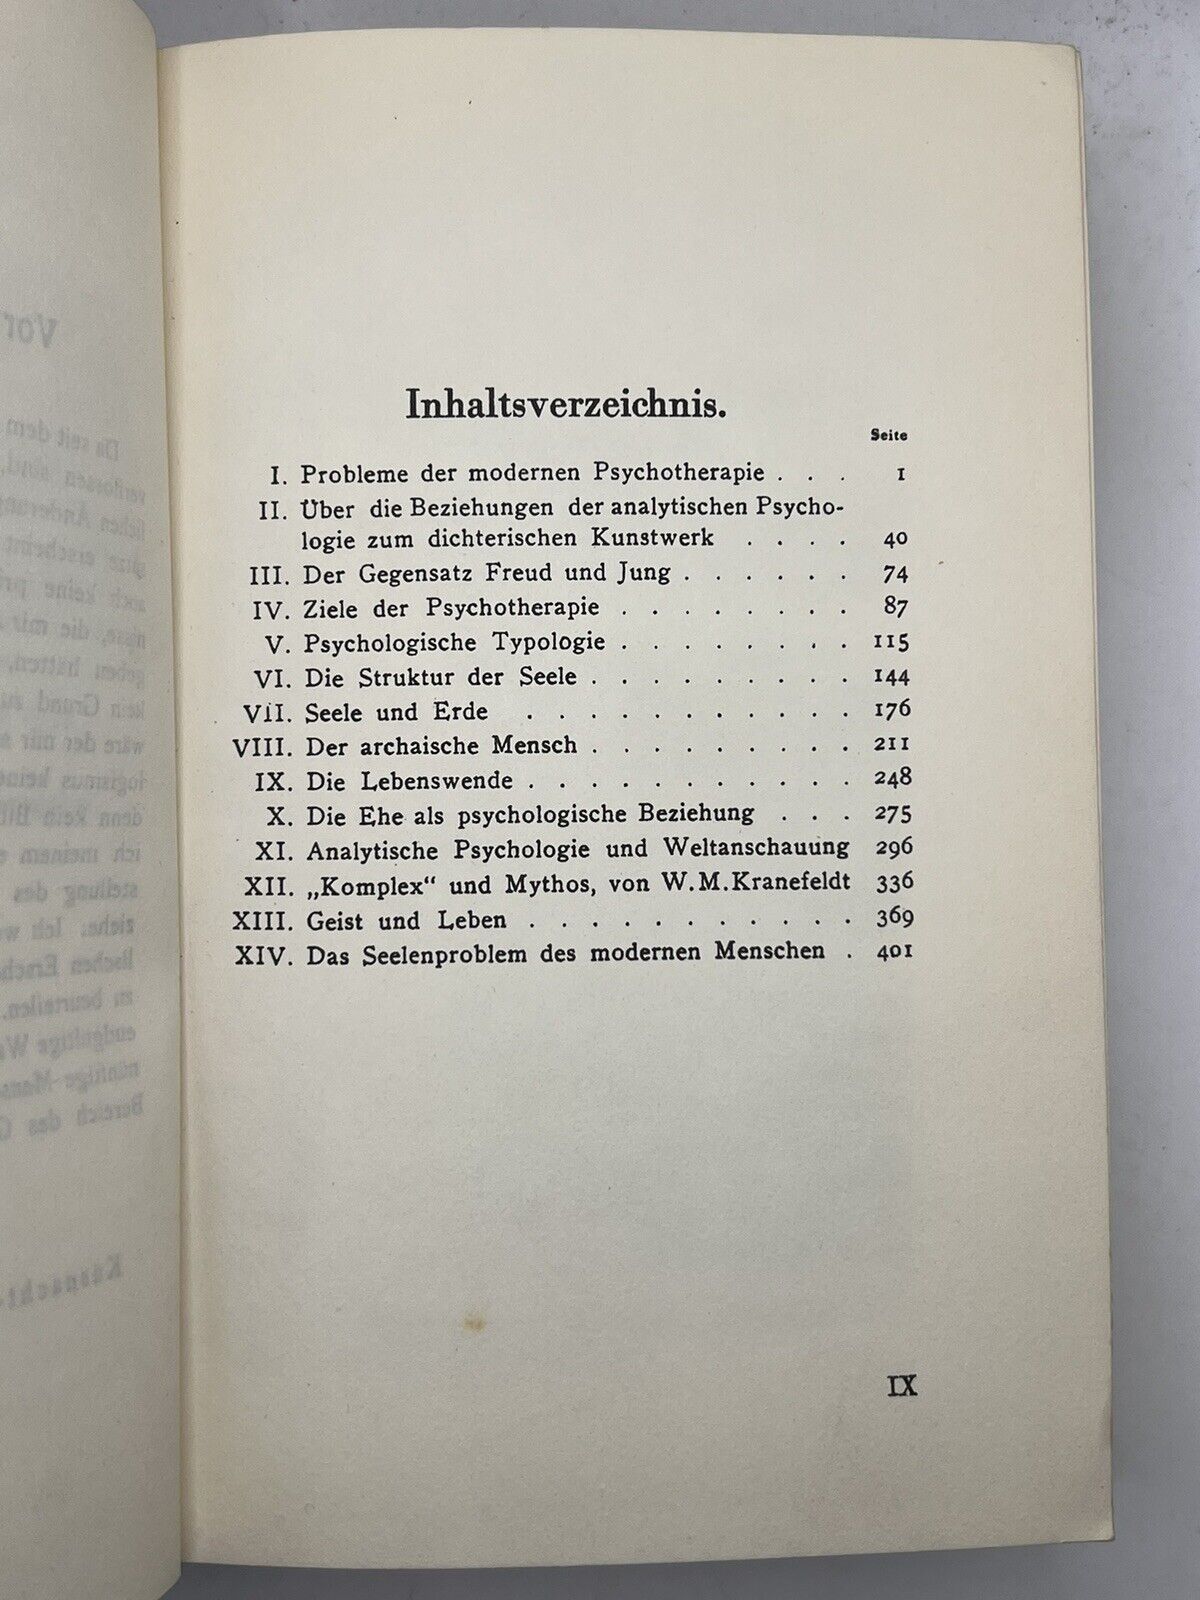 Inhaltsverzeichnis.
Seite
I. Probleme der modernen Psychotherapie . . . 1
II. Über die Beziehungen der analytischen Psycho-
logie zum dichterischen Kunstwerk . . . . 40
III. Der Gegensatz Freud und Jung . . . . . . 74
IV. Ziele der Psychotherapie . . . . . . . . 87
V. Psychologische Typologie . . . . . . . . 115
VI. Die Struktur der Seele . . . . . . . . . 144
VII. Seele und Erde . . . . . . . . . . . 176
VIII. Der archaische Mensch . . . . . . . . . 211
IX. Die Lebenswende . . . . . . . . . . . 248
X. Die Ehe als psychologische Beziehung . . . 275
XI. Analytische Psychologie und Weltanschauung 296
XII. „Komplex“ und Mythos, von W.M.Kranefeldt 336
XIII. Geist und Leben . . . . . . . . . . . 369
XIV. Das Seelenproblem des modernen Menschen . 401
IX